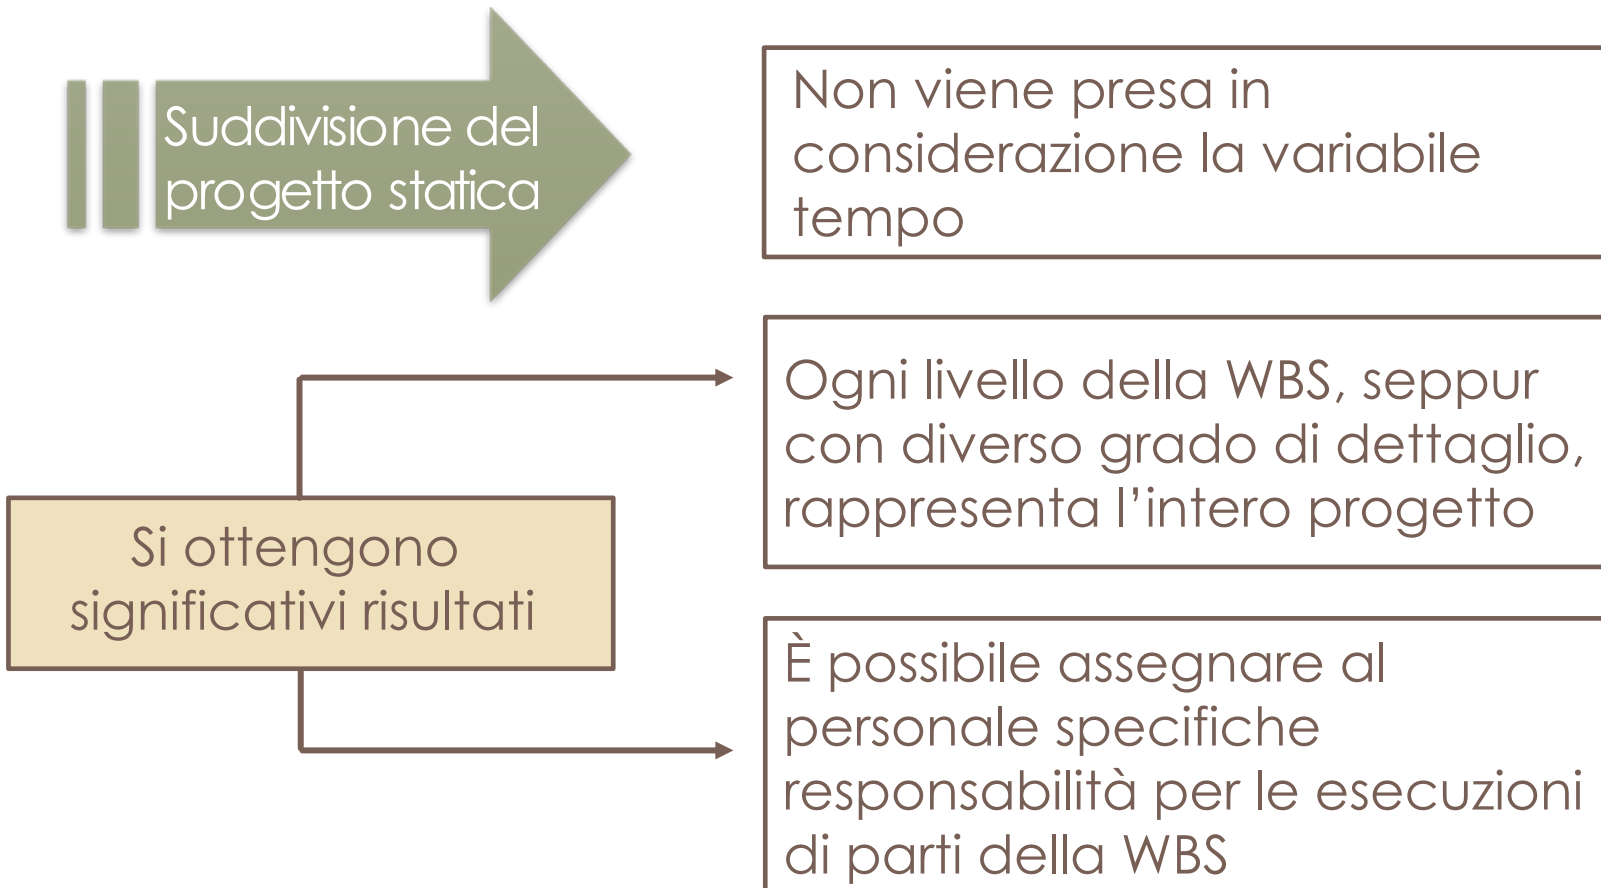 Suddivisione del
progetto statica
Non viene presa in
considerazione la variabile
tempo
Si ottengono
significativi risultati
Ogni livello della WBS, seppur
con diverso grado di dettaglio,
rappresenta l’intero progetto
È possibile assegnare al
personale specifiche
responsabilità per le esecuzioni
di parti della WBS